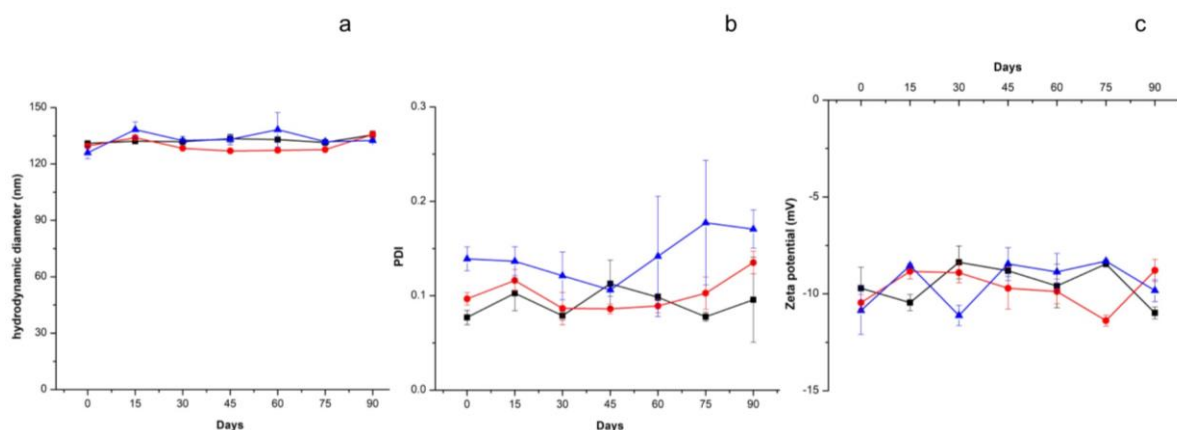 a
b
c
hydrodynamic diameter (nm)
150
120
90
60
30
0
0 15 30 45 60 75 90
Days
PDI
0.3
0.2
0.1
0.0
0 15 30 45 60 75 90
Days
Days
0 15 30 45 60 75 90
Zeta potential (mV)
0
-5
-10
-15